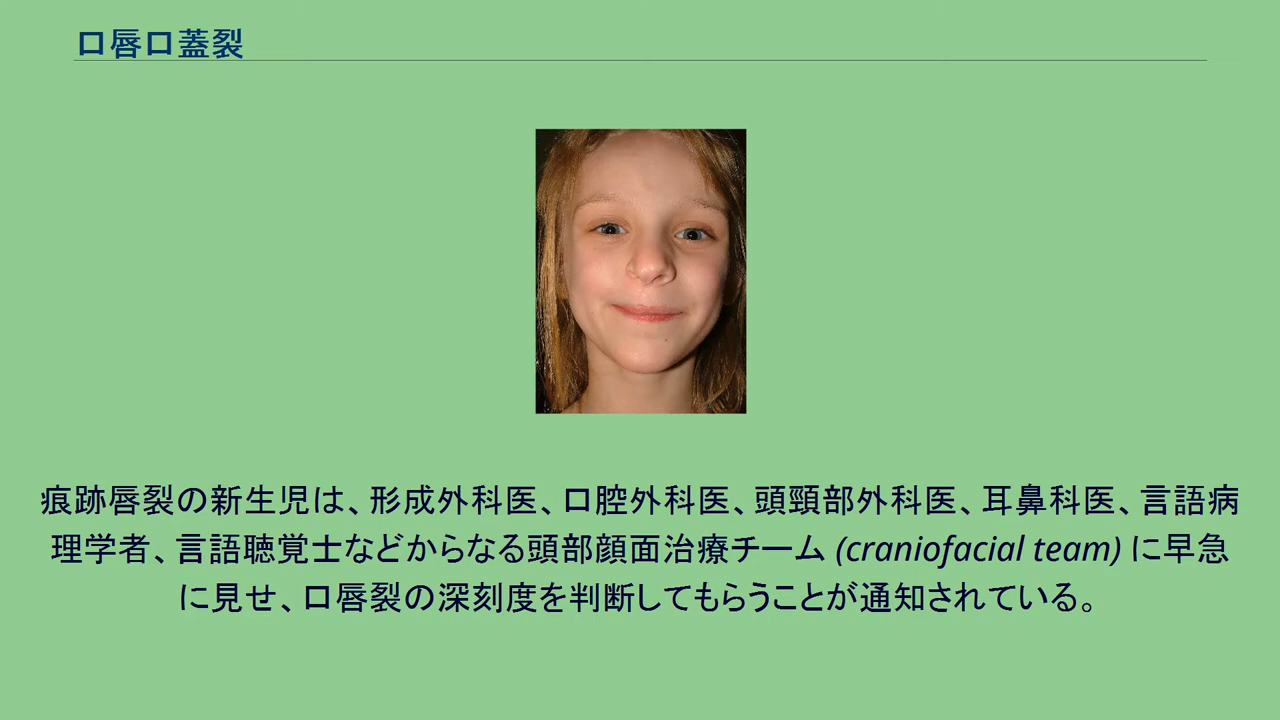 口唇口蓋裂
痕跡唇裂の新生児は、形成外科医、口腔外科医、頭頸部外科医、耳鼻科医、言語病
理学者、言語聴覚士などからなる頭部顔面治療チーム (craniofacial team) に早急
に見せ、口唇裂の深刻度を判断してもらうことが通知されている。